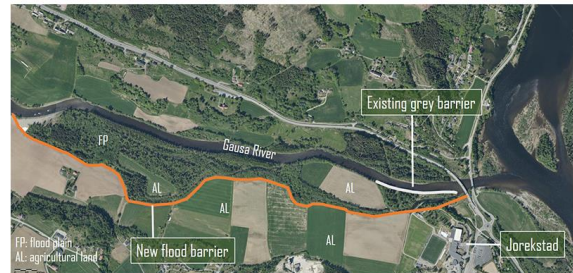 Existing grey barrier
Gausa River
FP
AL
AL
AL
AL
New flood barrier
Jorekstad
FP: flood plain
AL: agricultural land